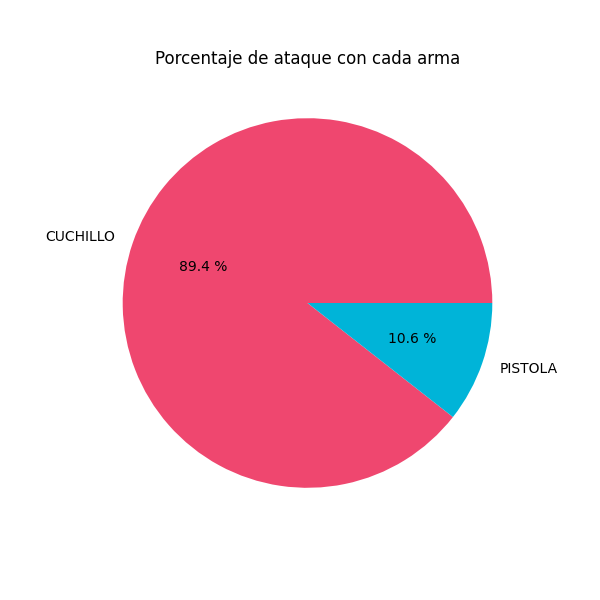 Porcentaje de ataque con cada arma
CUCHILLO
89.4 %
10.6 %
PISTOLA